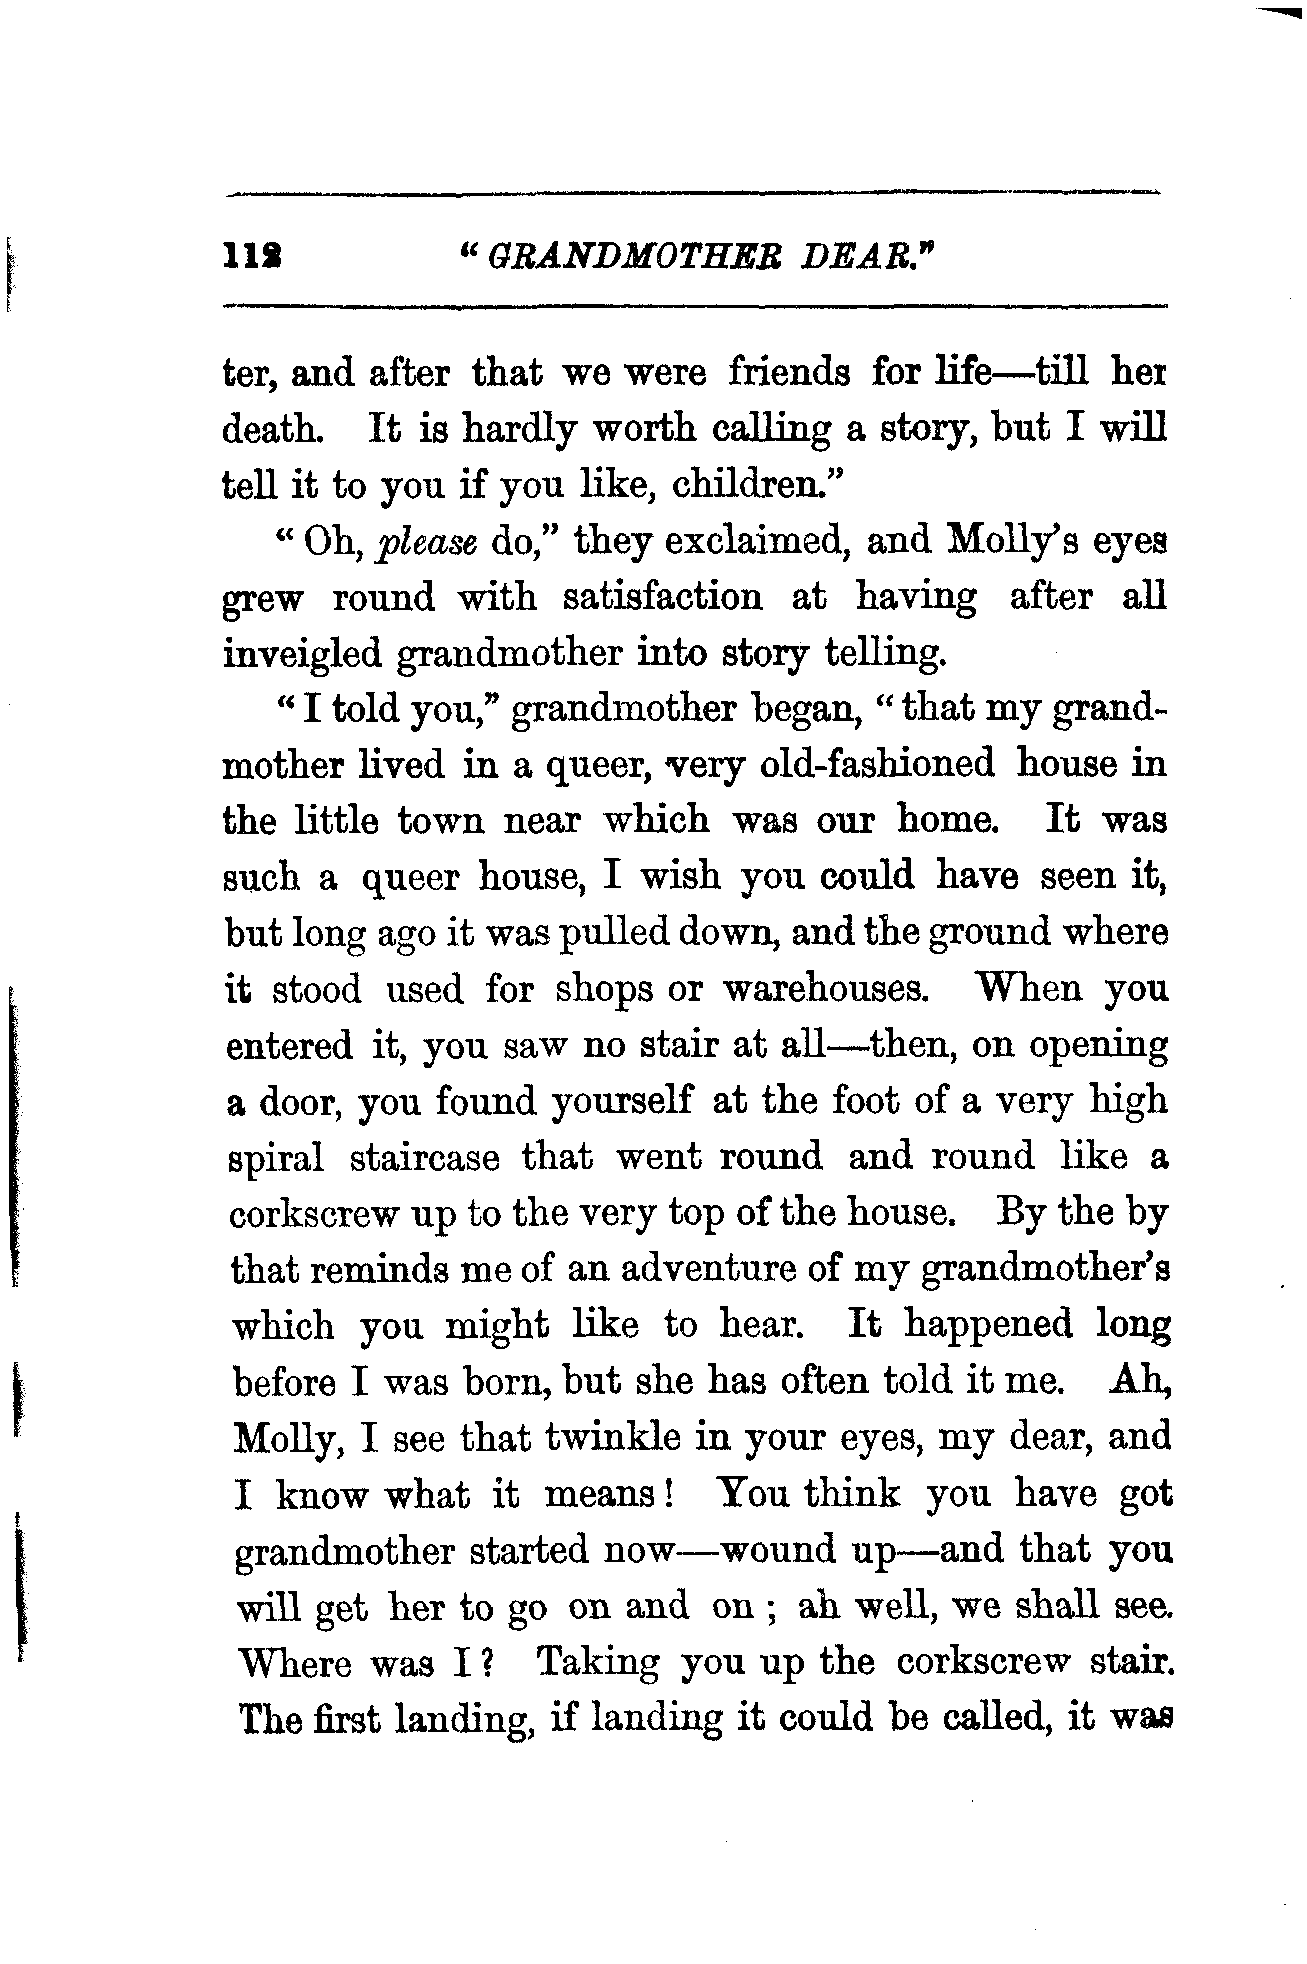 112 "GRANDMOTHER DEAR."
ter, and after that we were friends for life—till her
death. It is hardly worth calling a story, but I will
tell it to you if you like, children."
"Oh, please do," they exclaimed, and Molly's eyes
grew round with satisfaction at having after all
inveigled grandmother into story telling.
"I told you," grandmother began, "that my grand-
mother lived in a queer, very old-fashioned house in
the little town near which was our home. It was
such a queer house, I wish you could have seen it,
but long ago it was pulled down, and the ground where
it stood used for shops or warehouses. When you
entered it, you saw no stair at all—then, on opening
a door, you found yourself at the foot of a very high
spiral staircase that went round and round like a
corkscrew up to the very top of the house. By the by
that reminds me of an adventure of my grandmother's
which you might like to hear. It happened long
before I was born, but she has often told it me. Ah,
Molly, I see that twinkle in your eyes, my dear, and
I know what it means! You think you have got
grandmother started now—wound up—and that you
will get her to go on and on; ah well, we shall see.
Where was I? Taking you up the corkscrew stair.
The first landing, if landing it could be called, it was